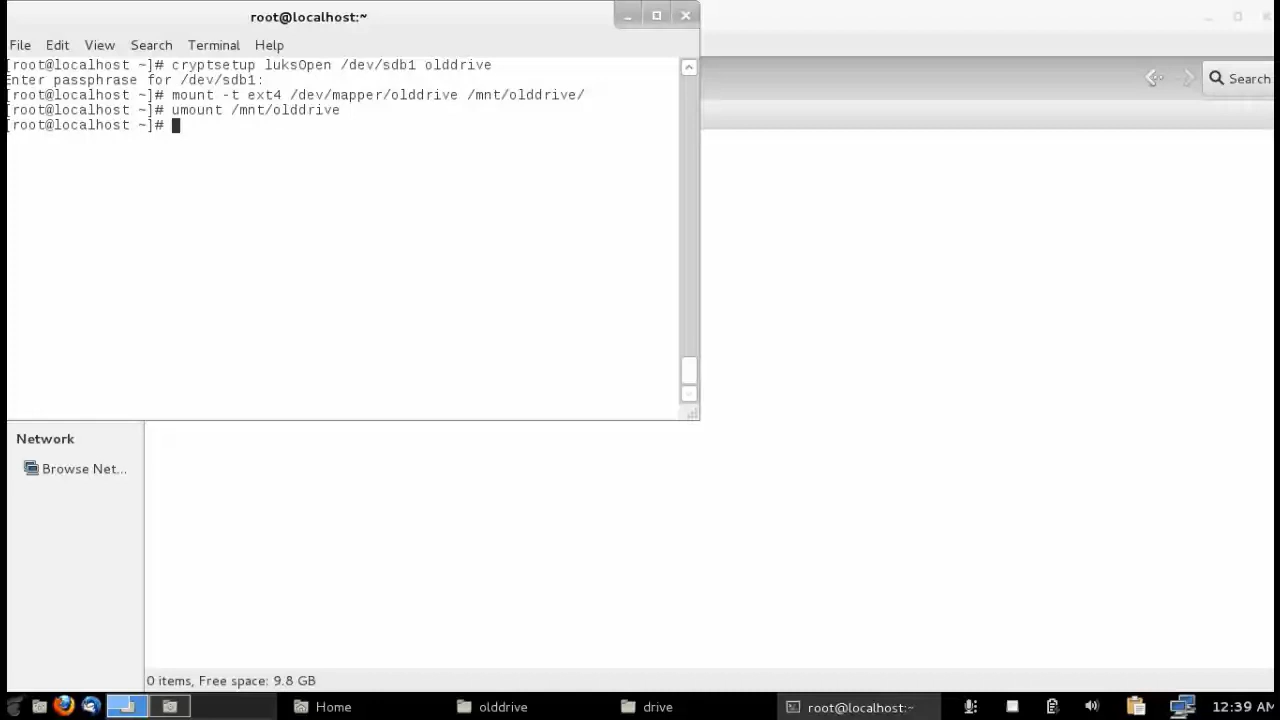 root@localhost:~
File Edit View Search Terminal Help
[root@localhost ~]# cryptsetup luksOpen /dev/sdb1 olddrive
Enter passphrase for /dev/sdb1:
[root@localhost ~]# mount -t ext4 /dev/mapper/olddrive /mnt/olddrive/
[root@localhost ~]# umount /mnt/olddrive
[root@localhost ~]#
Search
Network
Browse Net...
0 items, Free space: 9.8 GB
Home
olddrive
drive
root@localhost:~
12:39 AM